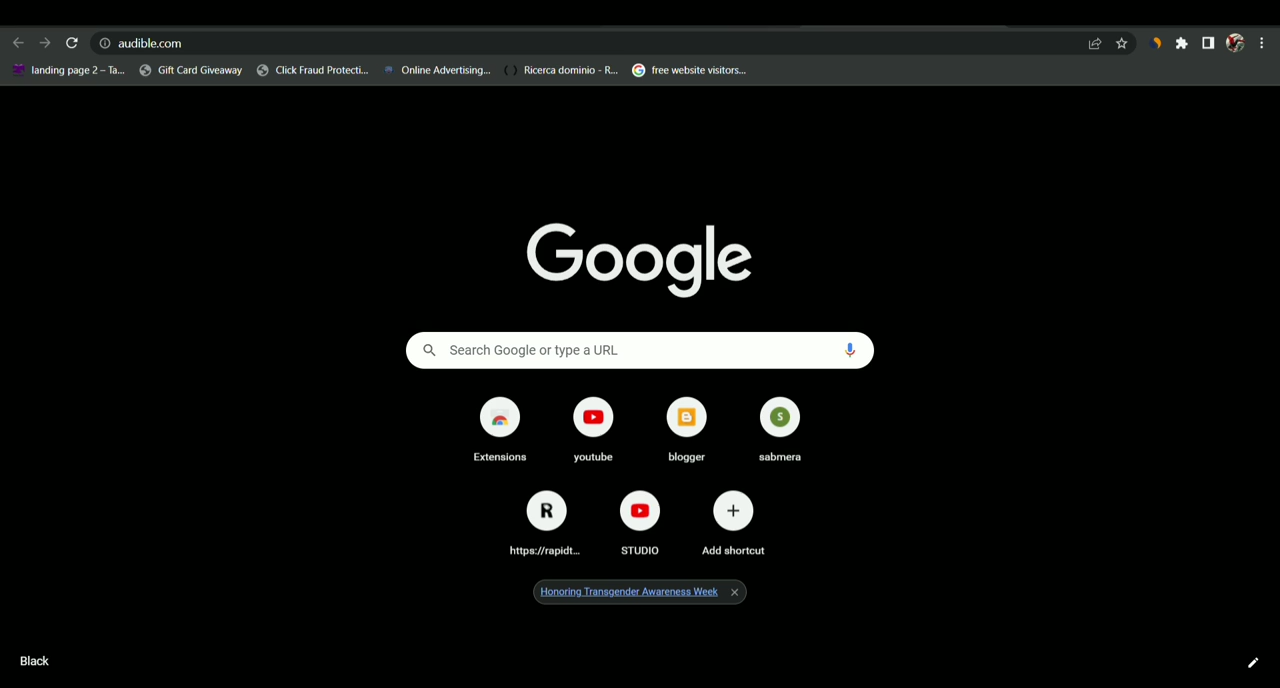 audible.com
landing page 2 – Ta...
Gift Card Giveaway
Click Fraud Protecti...
Online Advertising...
Ricerca dominio - R...
free website visitors...
Google
Search Google or type a URL
Extensions
youtube
blogger
S
sabmera
R
https://rapidt...
STUDIO
Add shortcut
Honoring Transgender Awareness Week
Black